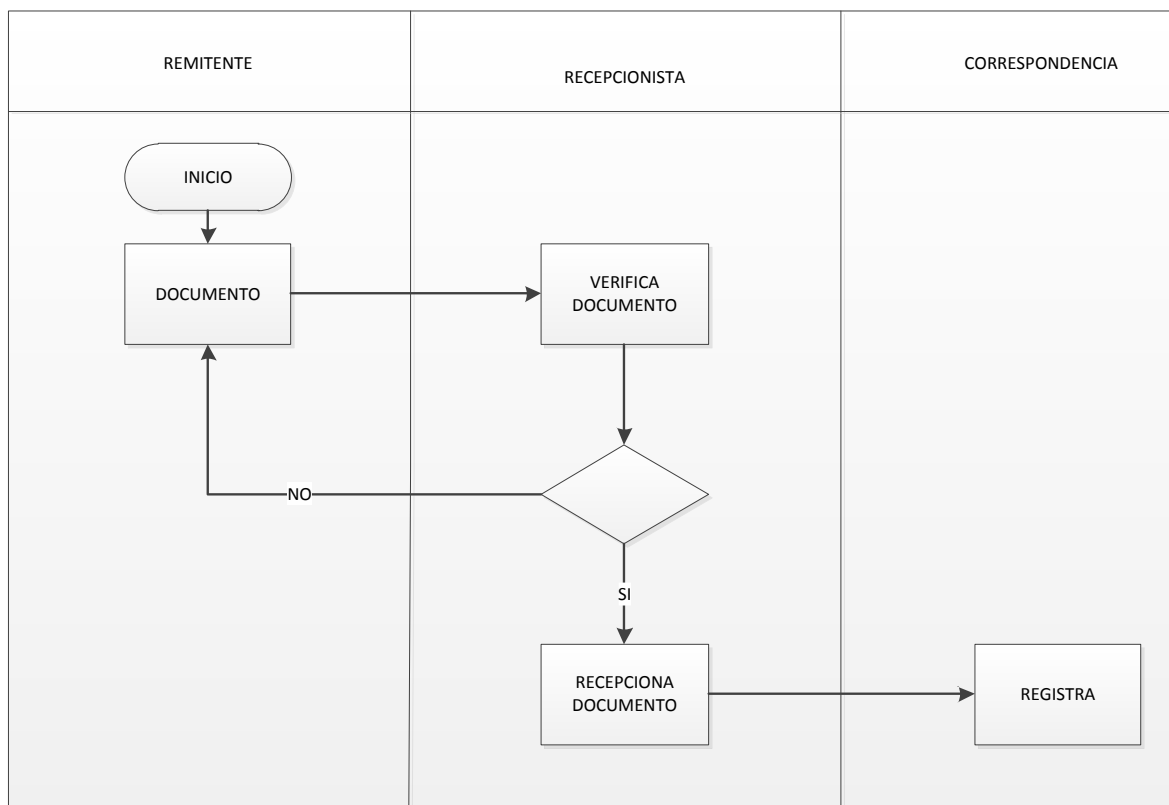 REMITENTE
RECEPCIONISTA
CORRESPONDENCIA
INICIO
DOCUMENTO
VERIFICA
DOCUMENTO
NO
SI
RECEPCIONA
DOCUMENTO
REGISTRA